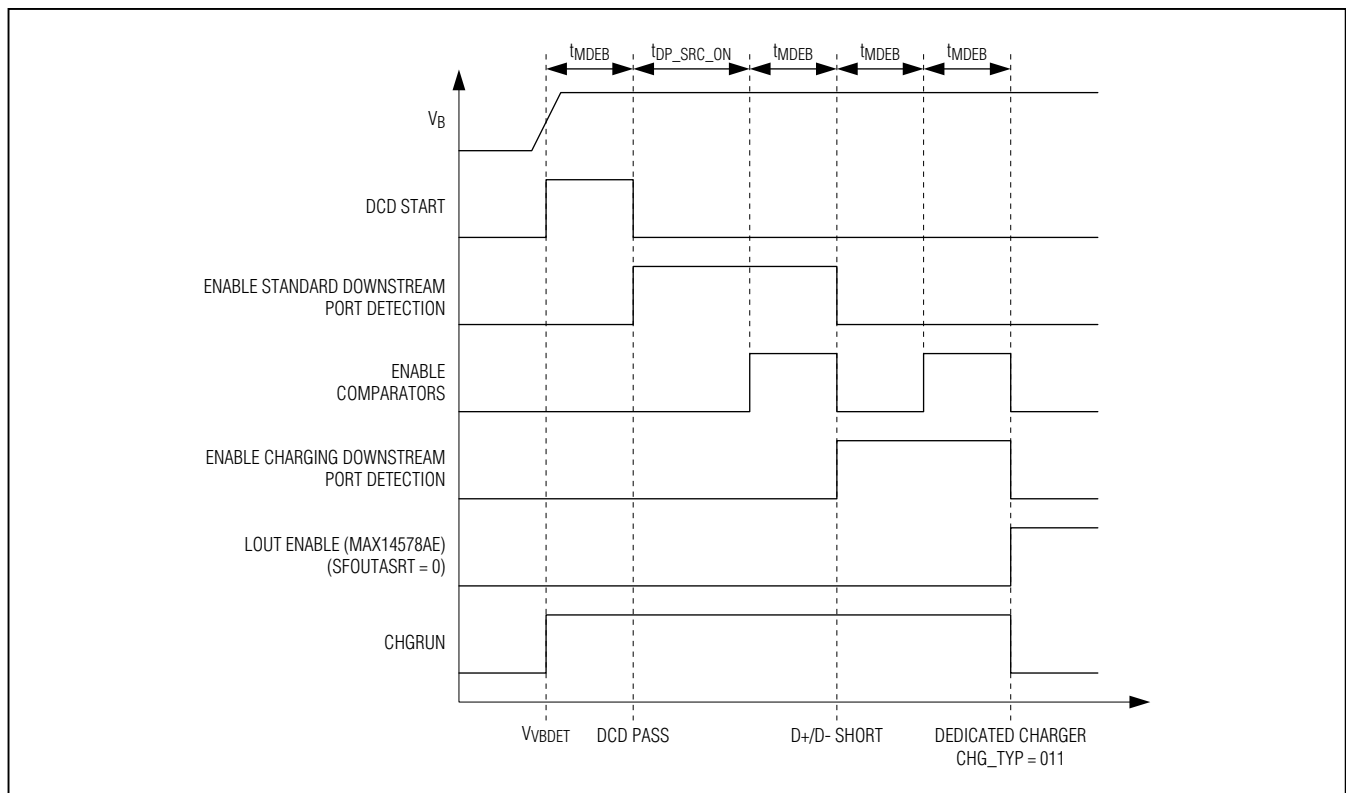 tMDEB tDP_SRC_ON tMDEB tMDEB tMDEB
VB
DCD START
ENABLE STANDARD DOWNSTREAM
PORT DETECTION
ENABLE
COMPARATORS
ENABLE CHARGING DOWNSTREAM
PORT DETECTION
LOUT ENABLE (MAX14578AE)
(SFOUTASRT = 0)
CHGRUN
VVBDET DCD PASS D+/D- SHORT DEDICATED CHARGER
CHG_TYP = 011